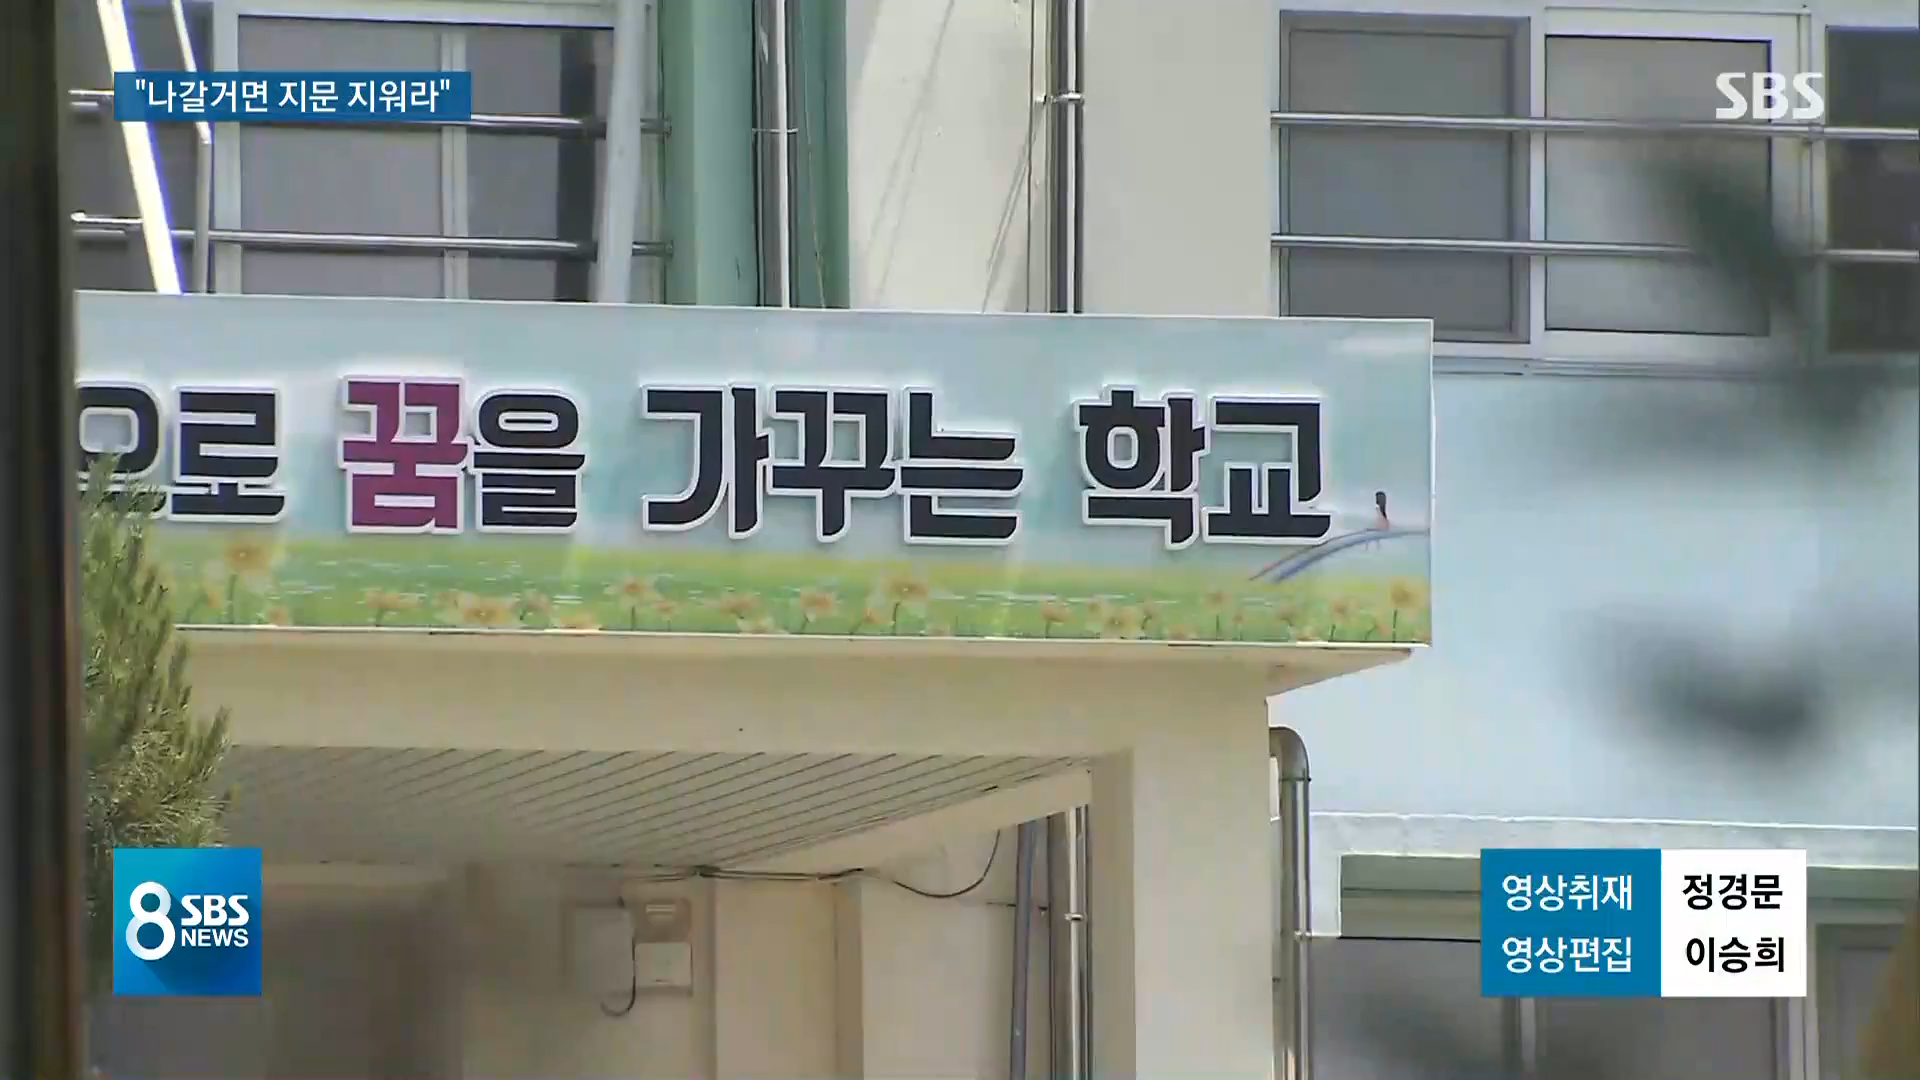 "나갈거면 지문 지워라"
SBS
으로 꿈을 가꾸는 학교
8 SBS NEWS
영상취재 정경문
영상편집 이승희